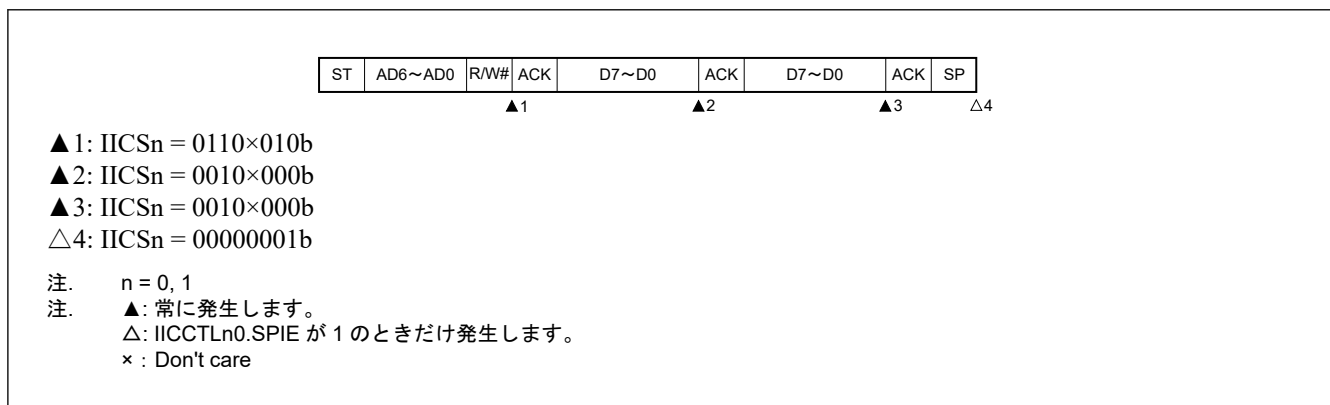 ST AD6～AD0 R/W# ACK D7～D0 ACK D7～D0 ACK SP
▲1 ▲2 ▲3 △4
▲1: IICSn = 0110×010b
▲2: IICSn = 0010×000b
▲3: IICSn = 0010×000b
△4: IICSn = 00000001b
注. n = 0, 1
注. ▲: 常に発生します。
△: IICCTLn0.SPIE が 1 のときだけ発生します。
×：Don't care